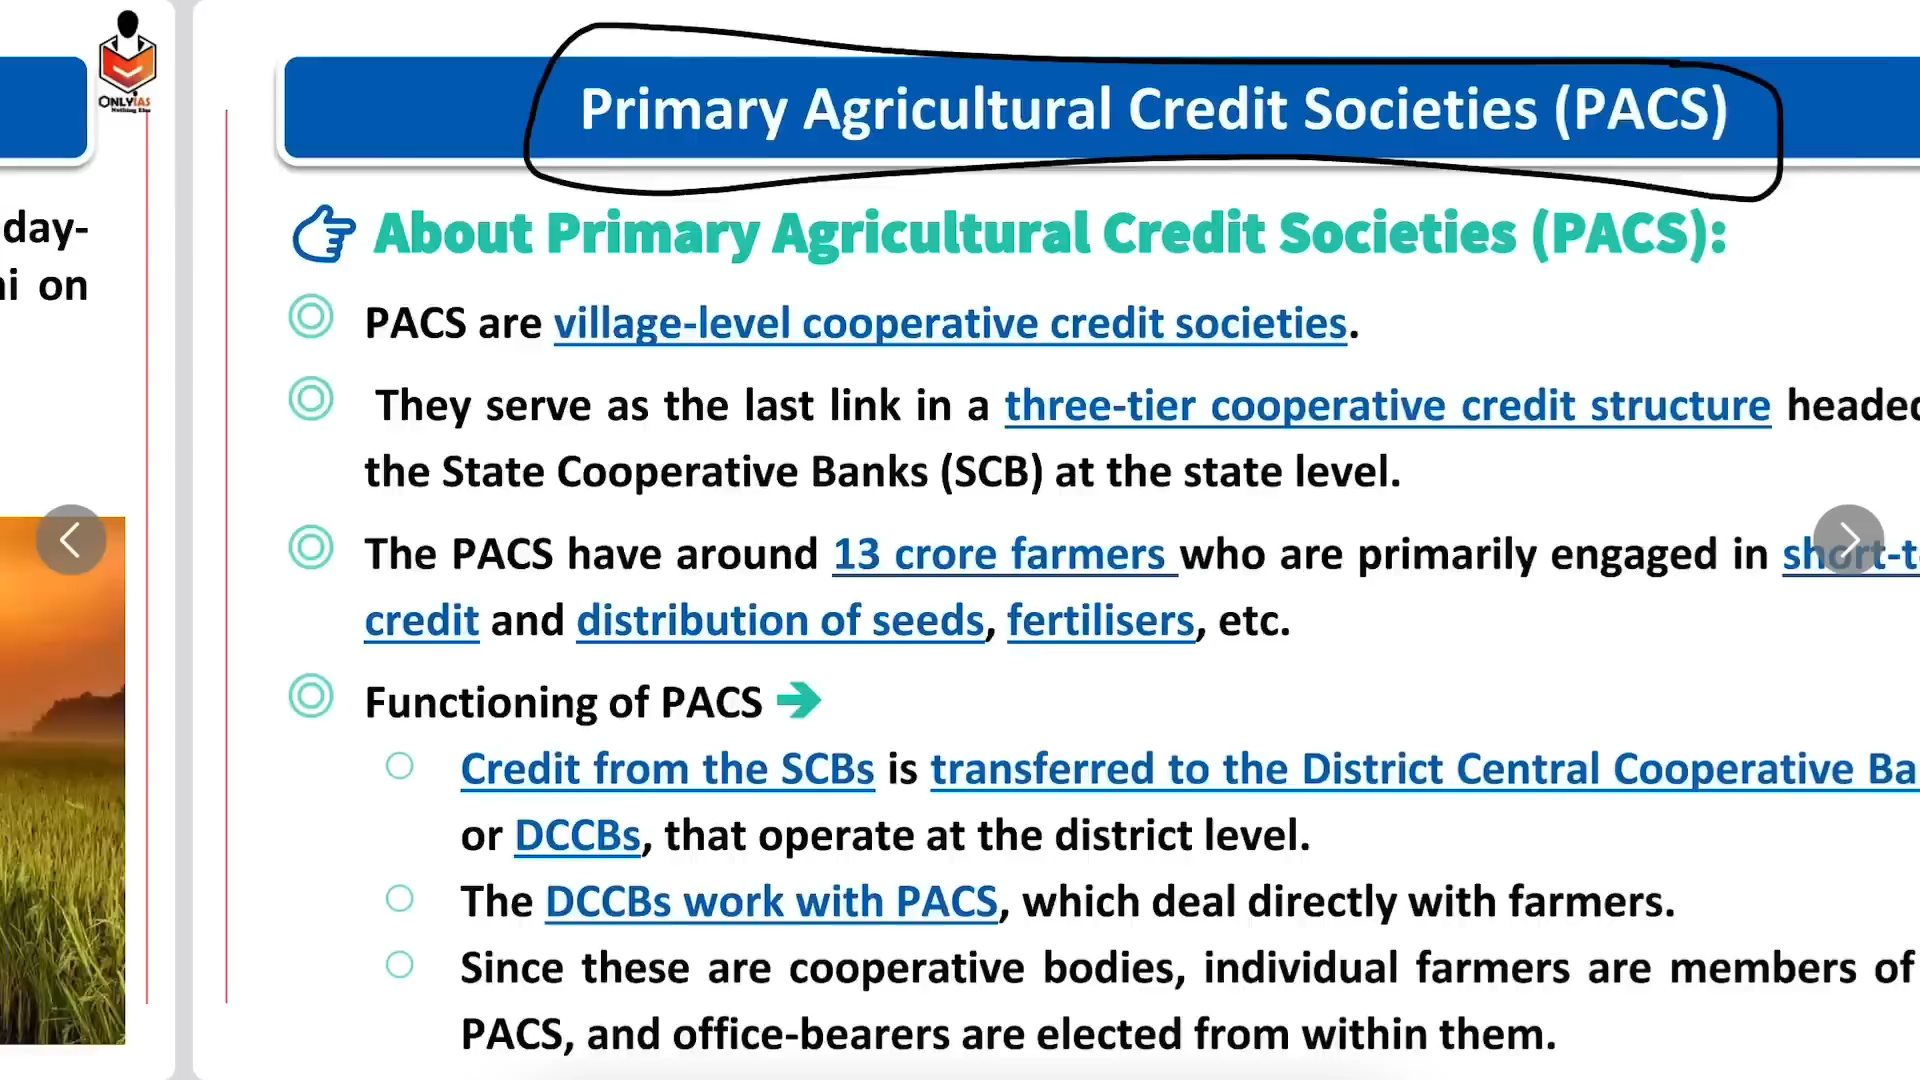 ONLYIAS
Nothing Else
day-
ni on
Primary Agricultural Credit Societies (PACS)
About Primary Agricultural Credit Societies (PACS):
PACS are village-level cooperative credit societies.
They serve as the last link in a three-tier cooperative credit structure headed
the State Cooperative Banks (SCB) at the state level.
The PACS have around 13 crore farmers who are primarily engaged in short-t
credit and distribution of seeds, fertilisers, etc.
Functioning of PACS
Credit from the SCBs is transferred to the District Central Cooperative Ba
or DCCBs, that operate at the district level.
The DCCBs work with PACS, which deal directly with farmers.
Since these are cooperative bodies, individual farmers are members of
PACS, and office-bearers are elected from within them.